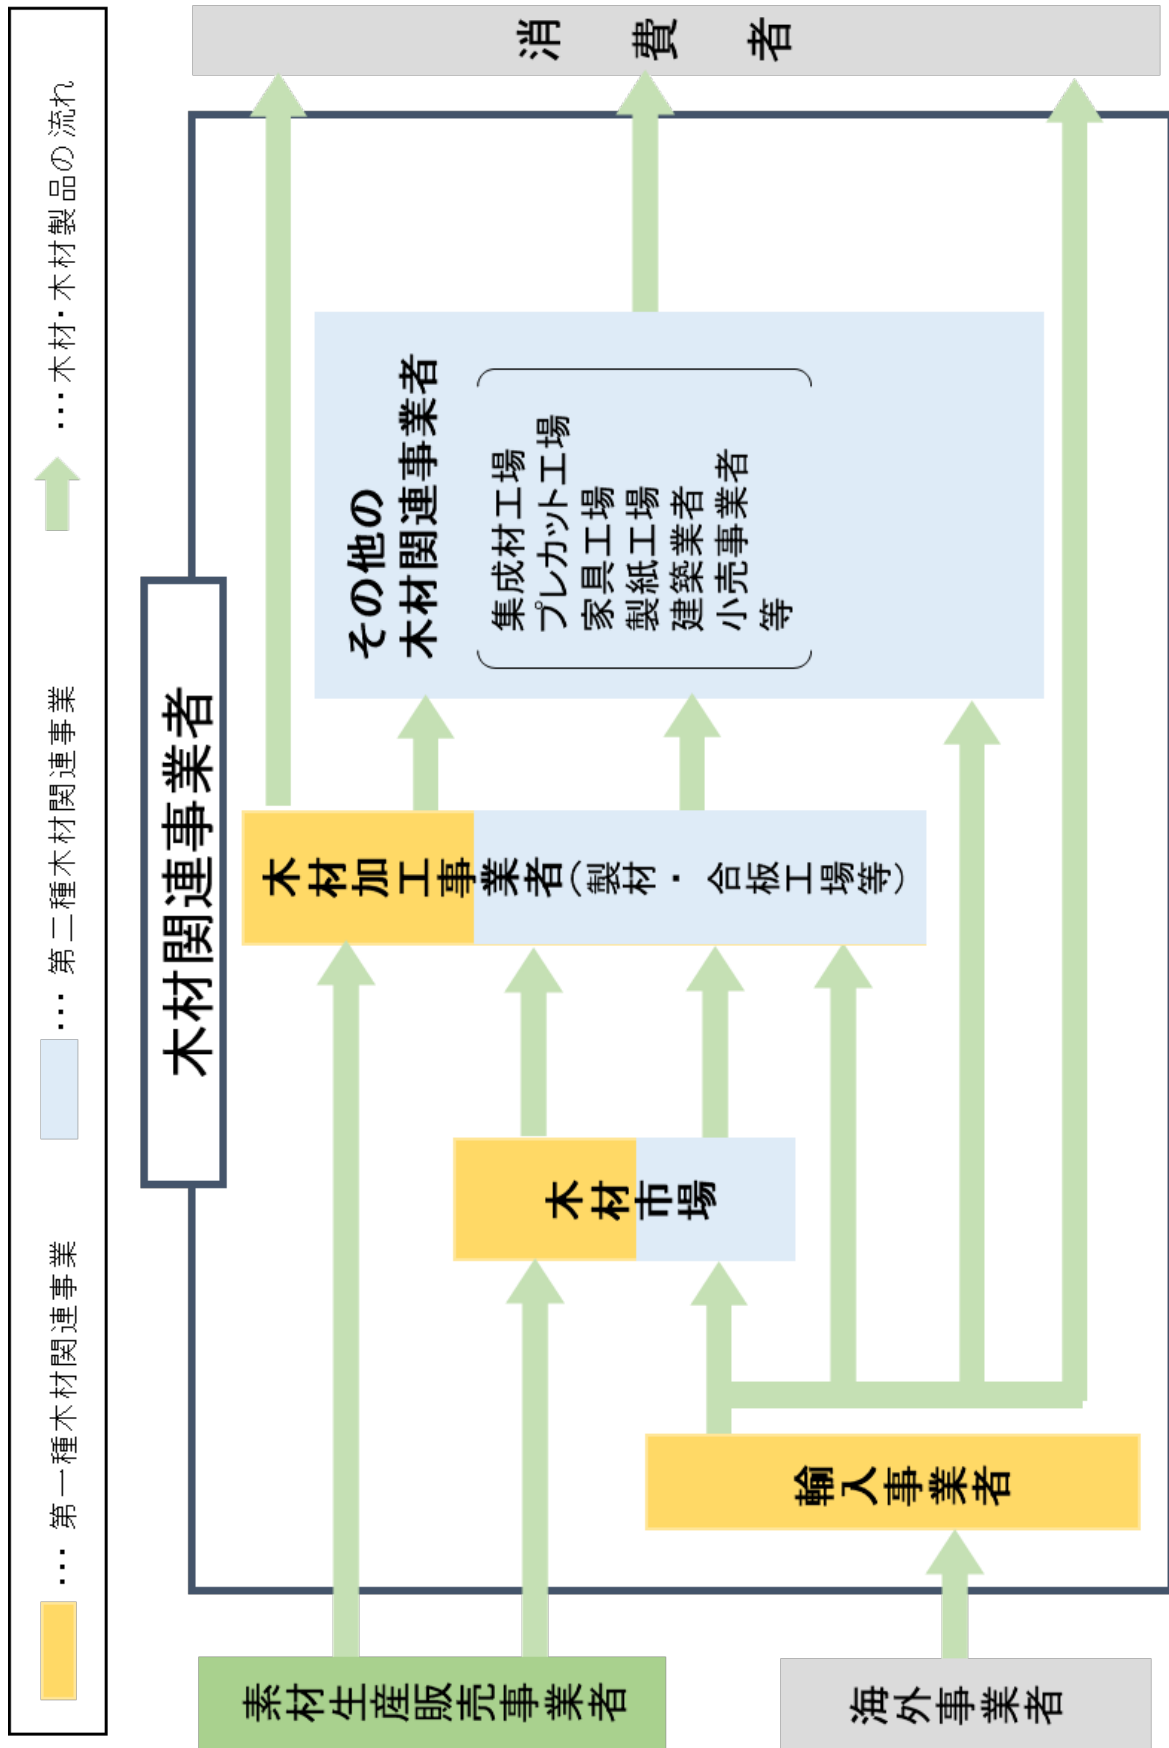 … 第一種木材関連事業
… 第二種木材関連事業
… 木材・木材製品の流れ
木材関連事業者
素材生産販売事業者
海外事業者
輸入事業者
木材市場
木材加工事業者(製材・合板工場等)
その他の
木材関連事業者
集成材工場
プレカット工場
家具工場
製紙工場
建築業者
小売事業者
等
消費者